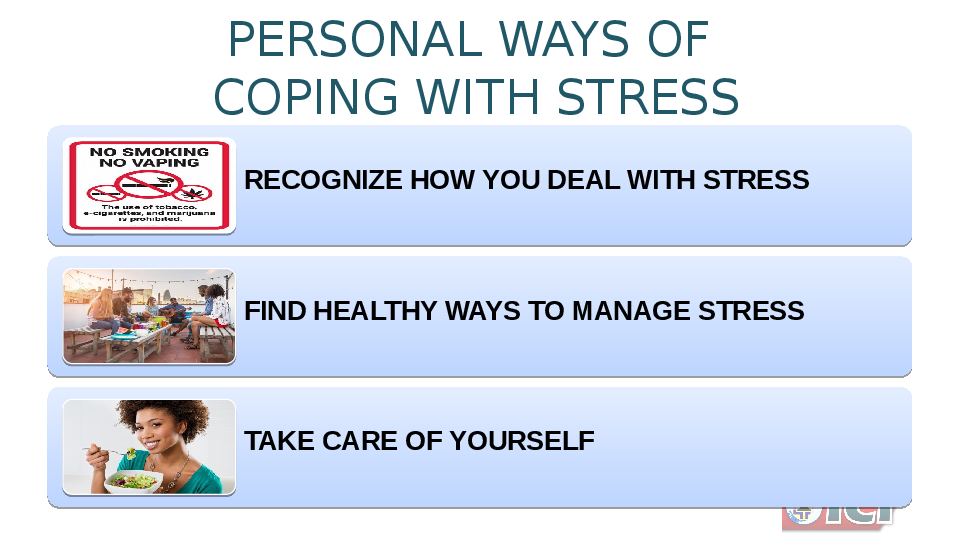 PERSONAL WAYS OF
COPING WITH STRESS
NO SMOKING
NO VAPING
The use of tobacco,
e-cigarettes, and marijuana
is prohibited.
RECOGNIZE HOW YOU DEAL WITH STRESS
FIND HEALTHY WAYS TO MANAGE STRESS
TAKE CARE OF YOURSELF